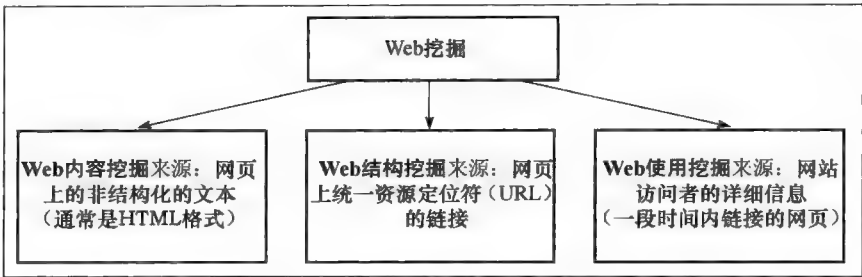 Web挖掘
Web内容挖掘来源：网页
上的非结构化的文本
（通常是HTML格式）
Web结构挖掘来源：网页
上统一资源定位符（URL）
的链接
Web使用挖掘来源：网站
访问者的详细信息
（一段时间内链接的网页）